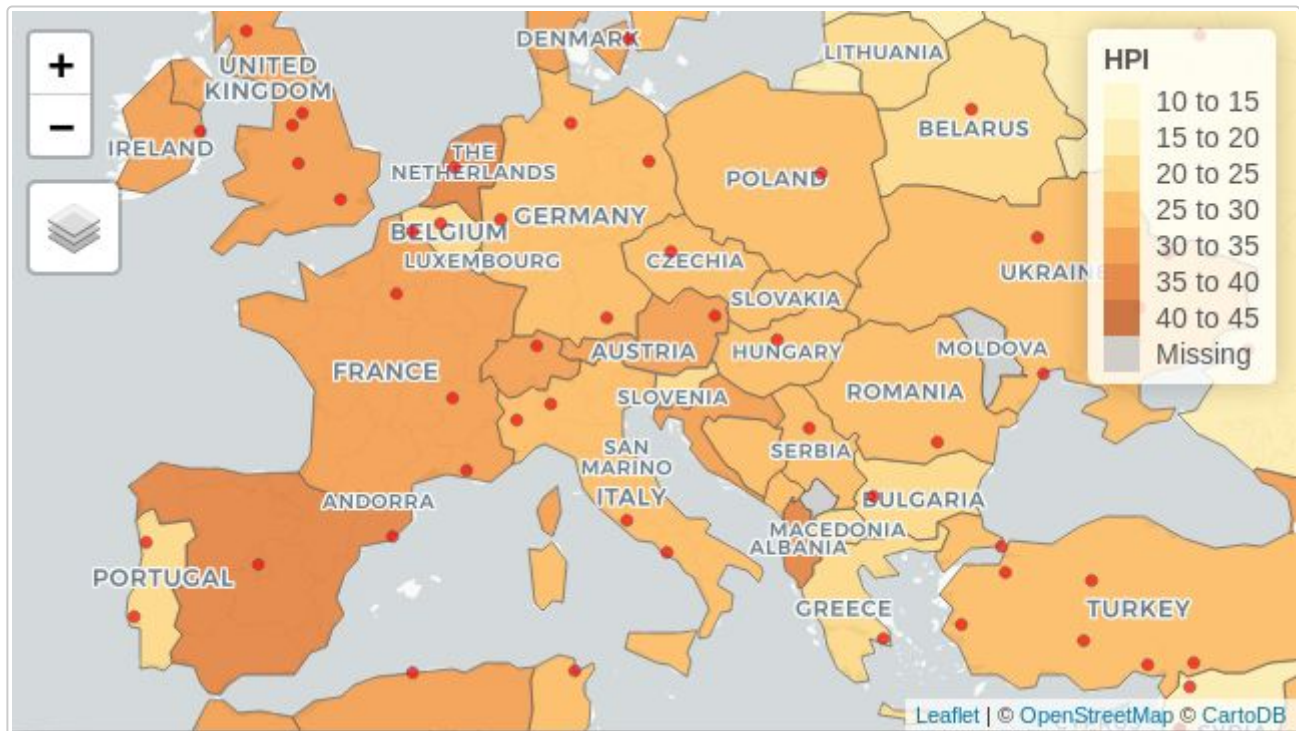 +
−
HPI
10 to 15
15 to 20
20 to 25
25 to 30
30 to 35
35 to 40
40 to 45
Missing
DENMARK
LITHUANIA
UNITED
KINGDOM
BELARUS
IRELAND
THE
NETHERLANDS
POLAND
GERMANY
BELGIUM
LUXEMBOURG
CZECHIA
UKRAINE
SLOVAKIA
AUSTRIA
HUNGARY
MOLDOVA
FRANCE
SLOVENIA
ROMANIA
SAN
MARINO
SERBIA
ITALY
ANDORRA
BULGARIA
MACEDONIA
ALBANIA
PORTUGAL
GREECE
TURKEY
Leaflet | © OpenStreetMap © CartoDB